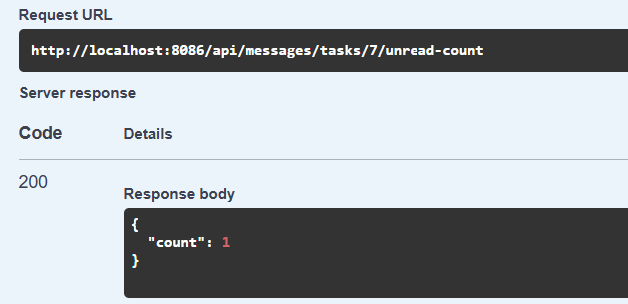 Request URL
http://localhost:8086/api/messages/tasks/7/unread-count
Server response
Code Details
200
Response body
{
"count": 1
}